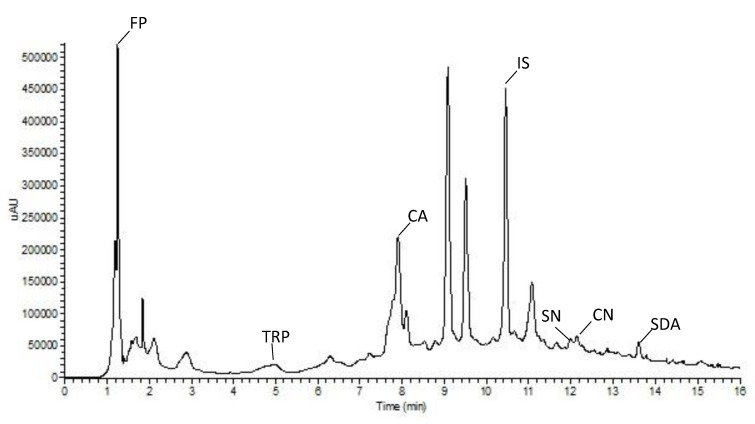 FP
500000
450000
400000
350000
300000
250000
200000
150000
100000
50000
0
uAU
IS
CA
TRP
SN
CN
SDA
0 1 2 3 4 5 6 7 8 9 10 11 12 13 14 15 16
Time (min)